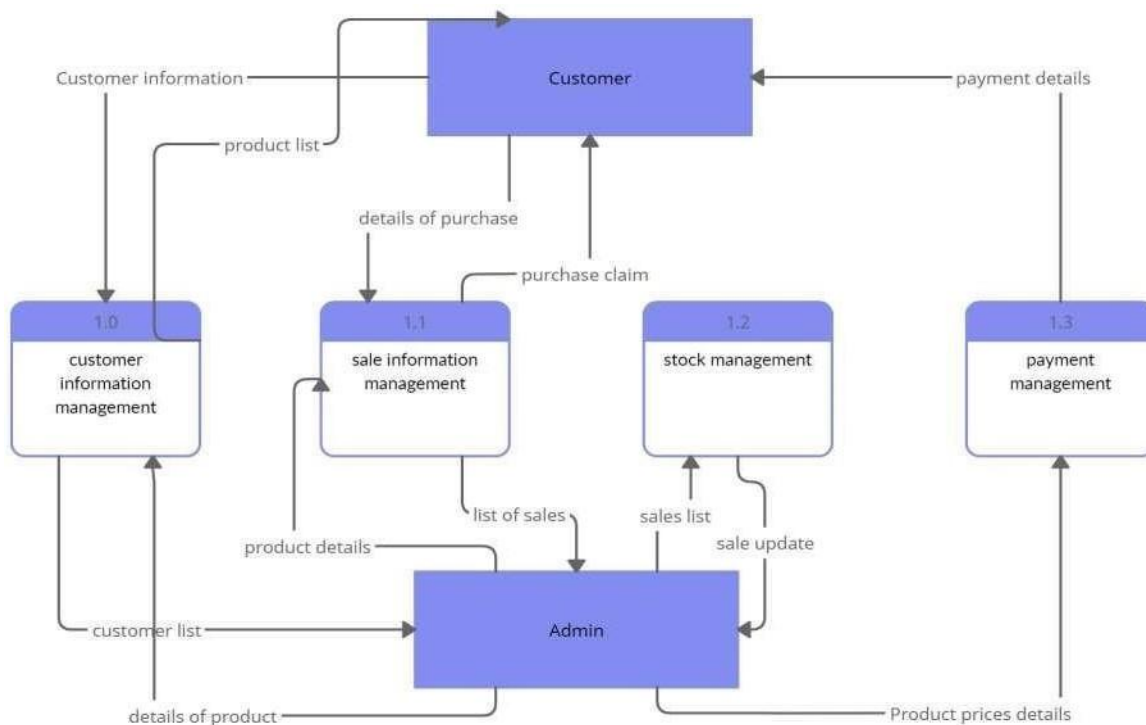 Customer
Customer information
payment details
product list
details of purchase
purchase claim
1.0
customer
information
management
1.1
sale information
management
1.2
stock management
1.3
payment
management
list of sales
sales list
product details
sale update
customer list
Admin
details of product
Product prices details